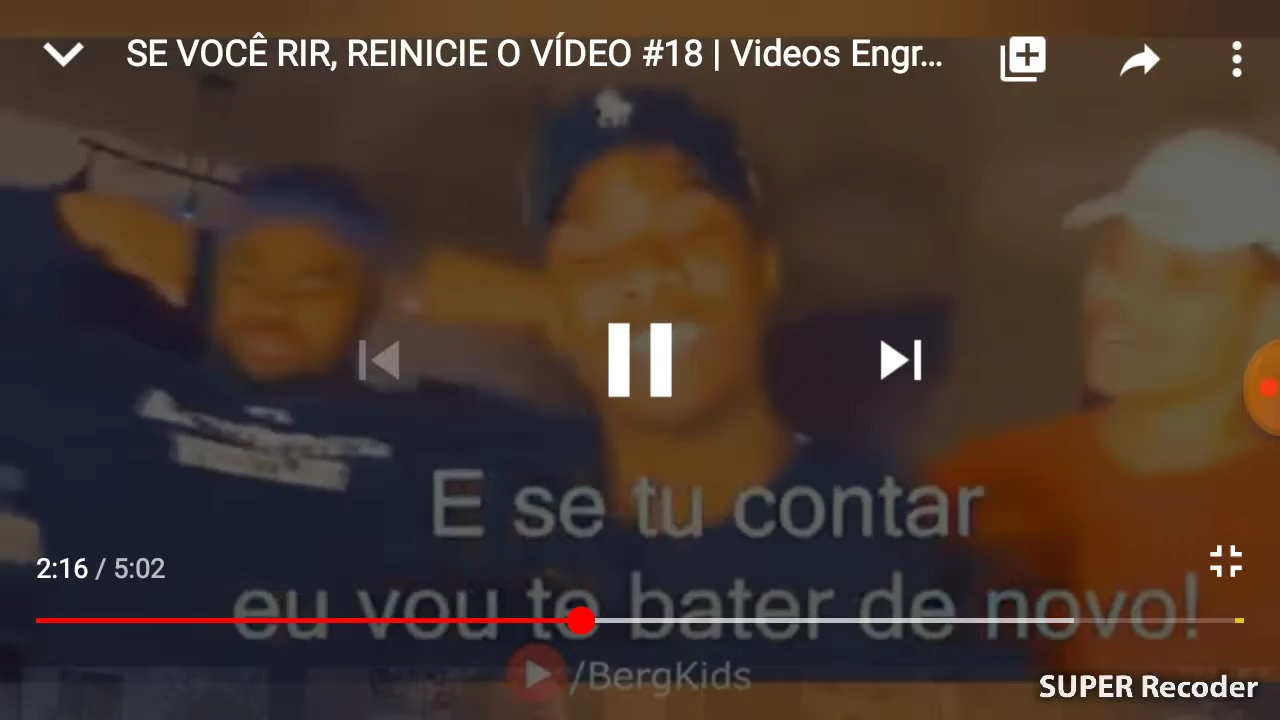 SE VOCÊ RIR, REINICIE O VÍDEO #18 | Videos Engr...
E se tu contar
2:16 / 5:02
eu vou te bater de novo!
/BergKids
SUPER Recoder